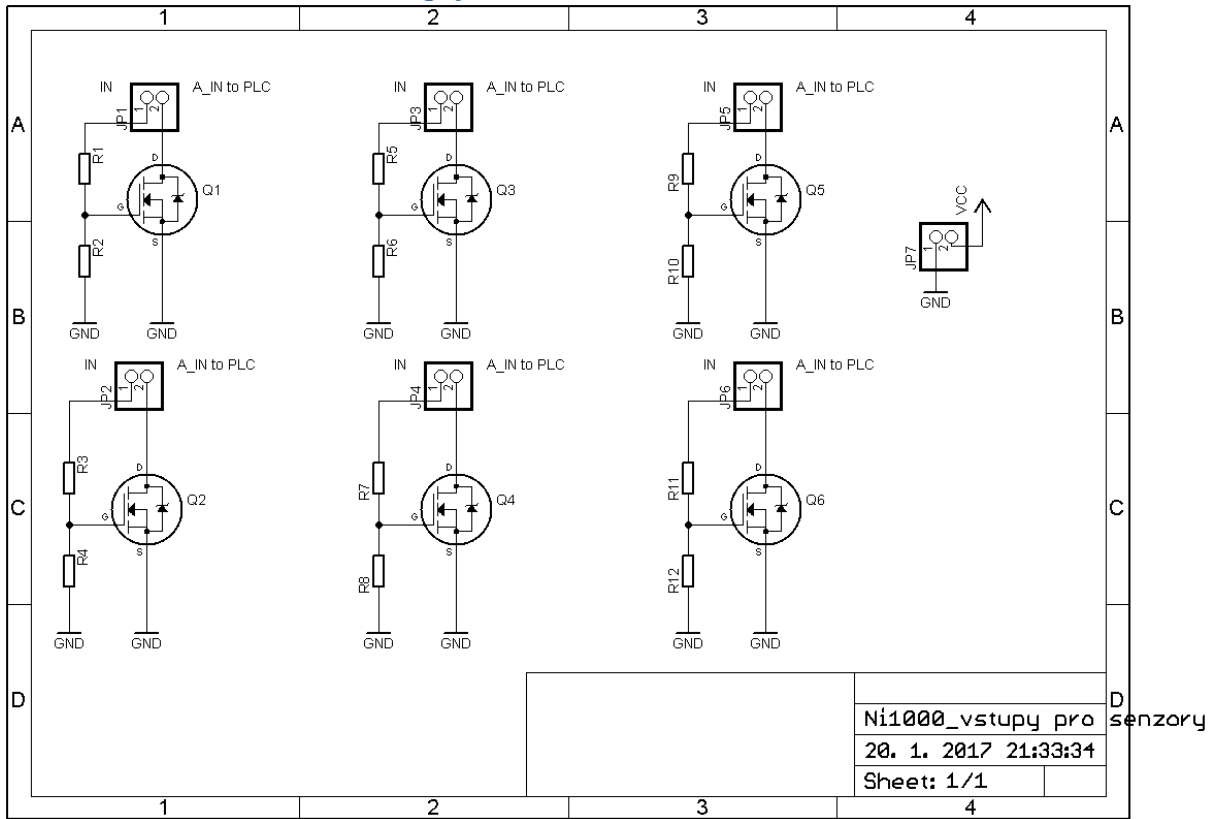 1 2 3 4
IN A_IN to PLC IN A_IN to PLC IN A_IN to PLC
A JP1 1 2 JP3 1 2 JP5 1 2 A
R1 D Q1 R5 D Q3 R9 D Q5
G G G VCC
R2 S R6 S R10 S JP7 1 2
B GND GND GND GND GND GND GND B
IN A_IN to PLC IN A_IN to PLC IN A_IN to PLC
JP2 1 2 JP4 1 2 JP6 1 2
R3 D Q2 R7 D Q4 R11 D Q6
C G G G C
R4 S R8 S R12 S
GND GND GND GND GND GND
D D
Ni1000_vstupy pro senzory
20. 1. 2017 21:33:34
Sheet: 1/1
1 2 3 4